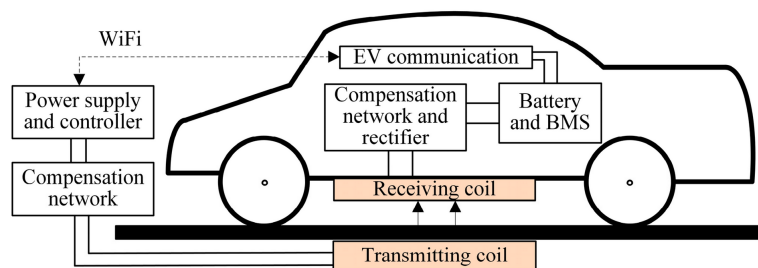 WiFi
EV communication
Power supply
and controller
Compensation
network and
rectifier
Battery
and BMS
Compensation
network
Receiving coil
Transmitting coil